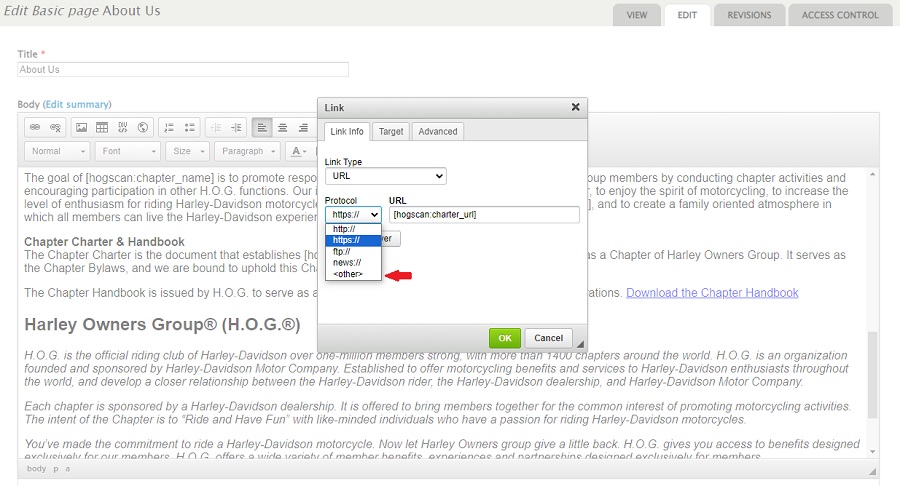 Edit Basic page About Us
VIEW
EDIT
REVISIONS
ACCESS CONTROL
Title *
About Us
Body (Edit summary)
Normal
Font
Size
Paragraph
A
Link
Link Info
Target
Advanced
Link Type
URL
Protocol
URL
https://
[hogscan:charter_url]
http://
https://
ftp://
news://
<other>
ver
OK
Cancel
The goal of [hogscan:chapter_name] is to promote respo
oup members by conducting chapter activities and
encouraging participation in other H.O.G. functions. Our i
, to enjoy the spirit of motorcycling, to increase the
level of enthusiasm for riding Harley-Davidson motorcycle
], and to create a family oriented atmosphere in
which all members can live the Harley-Davidson experien
Chapter Charter & Handbook
The Chapter Charter is the document that establishes [ho
as a Chapter of Harley Owners Group. It serves as
the Chapter Bylaws, and we are bound to uphold this Cha
The Chapter Handbook is issued by H.O.G. to serve as a
rations. Download the Chapter Handbook
Harley Owners Group® (H.O.G.®)
H.O.G. is the official riding club of Harley-Davidson over one-million members strong, with more than 1400 chapters around the world. H.O.G. is an organization
founded and sponsored by Harley-Davidson Motor Company. Established to offer motorcycling benefits and services to Harley-Davidson enthusiasts throughout
the world, and develop a closer relationship between the Harley-Davidson rider, the Harley-Davidson dealership, and Harley-Davidson Motor Company.
Each chapter is sponsored by a Harley-Davidson dealership. It is offered to bring members together for the common interest of promoting motorcycling activities.
The intent of the Chapter is to “Ride and Have Fun” with like-minded individuals who have a passion for riding Harley-Davidson motorcycles.
You've made the commitment to ride a Harley-Davidson motorcycle. Now let Harley Owners group give a little back. H.O.G. gives you access to benefits designed
exclusively for our members. H.O.G. offers a wide variety of member benefits, experiences and partnerships designed exclusively for members.
body p a